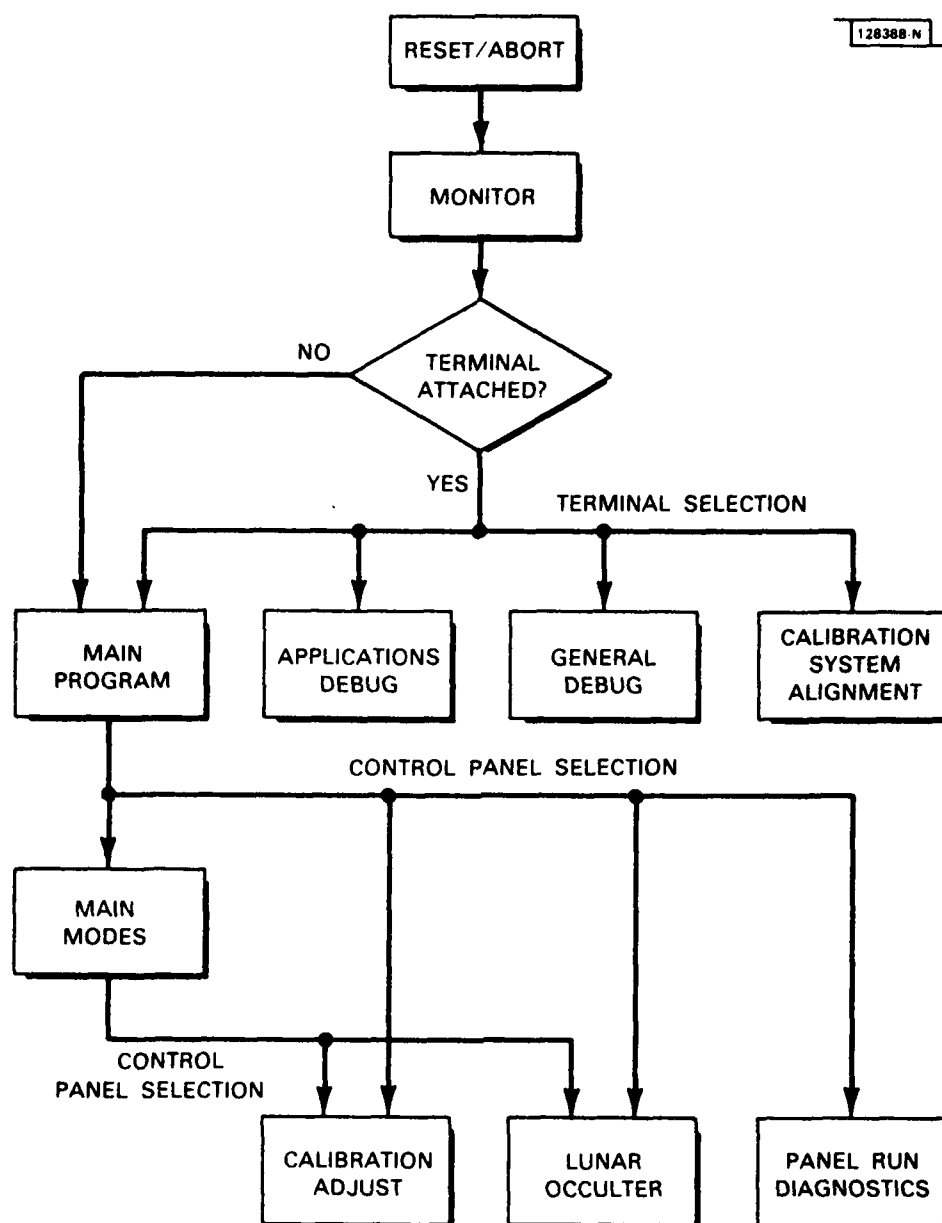 RESET/ABORT
128388-N
MONITOR
NO
TERMINAL
ATTACHED?
YES
TERMINAL SELECTION
MAIN
PROGRAM
APPLICATIONS
DEBUG
GENERAL
DEBUG
CALIBRATION
SYSTEM
ALIGNMENT
CONTROL PANEL SELECTION
MAIN
MODES
CONTROL
PANEL SELECTION
CALIBRATION
ADJUST
LUNAR
OCCULTER
PANEL RUN
DIAGNOSTICS